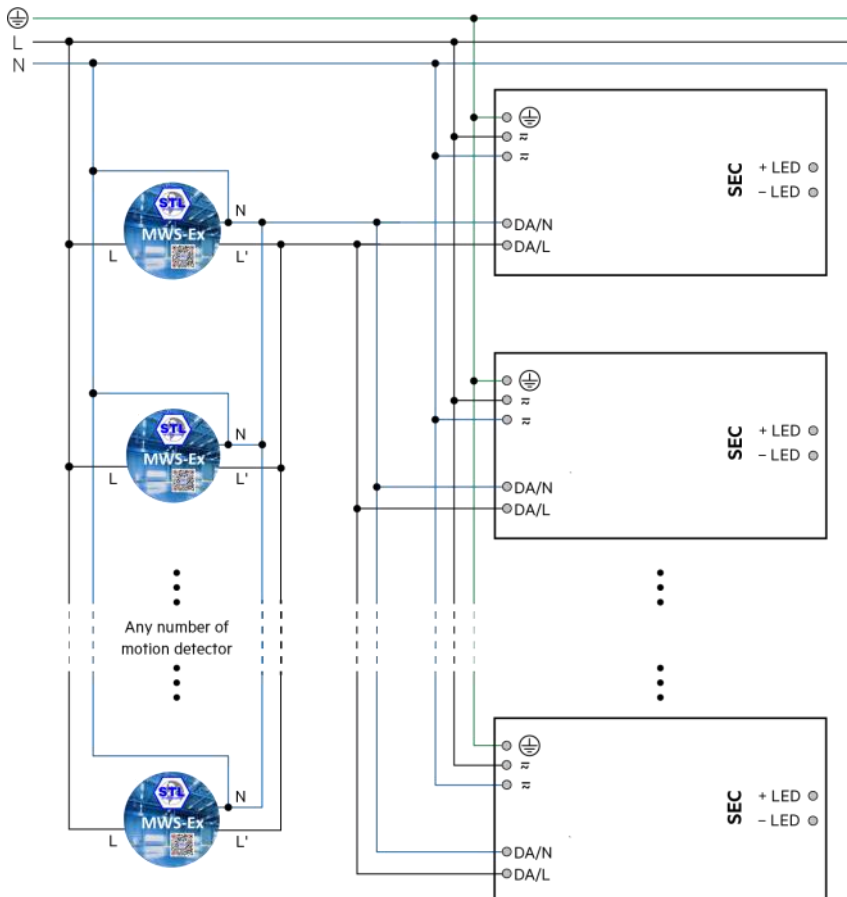 L
N
+ LED
SEC
– LED
STL
N
MWS-Ex
DA/N
L
L'
DA/L
+ LED
SEC
– LED
STL
N
MWS-Ex
L
L'
DA/N
DA/L
Any number of
motion detector
STL
N
MWS-Ex
+ LED
SEC
– LED
L
L'
DA/N
DA/L